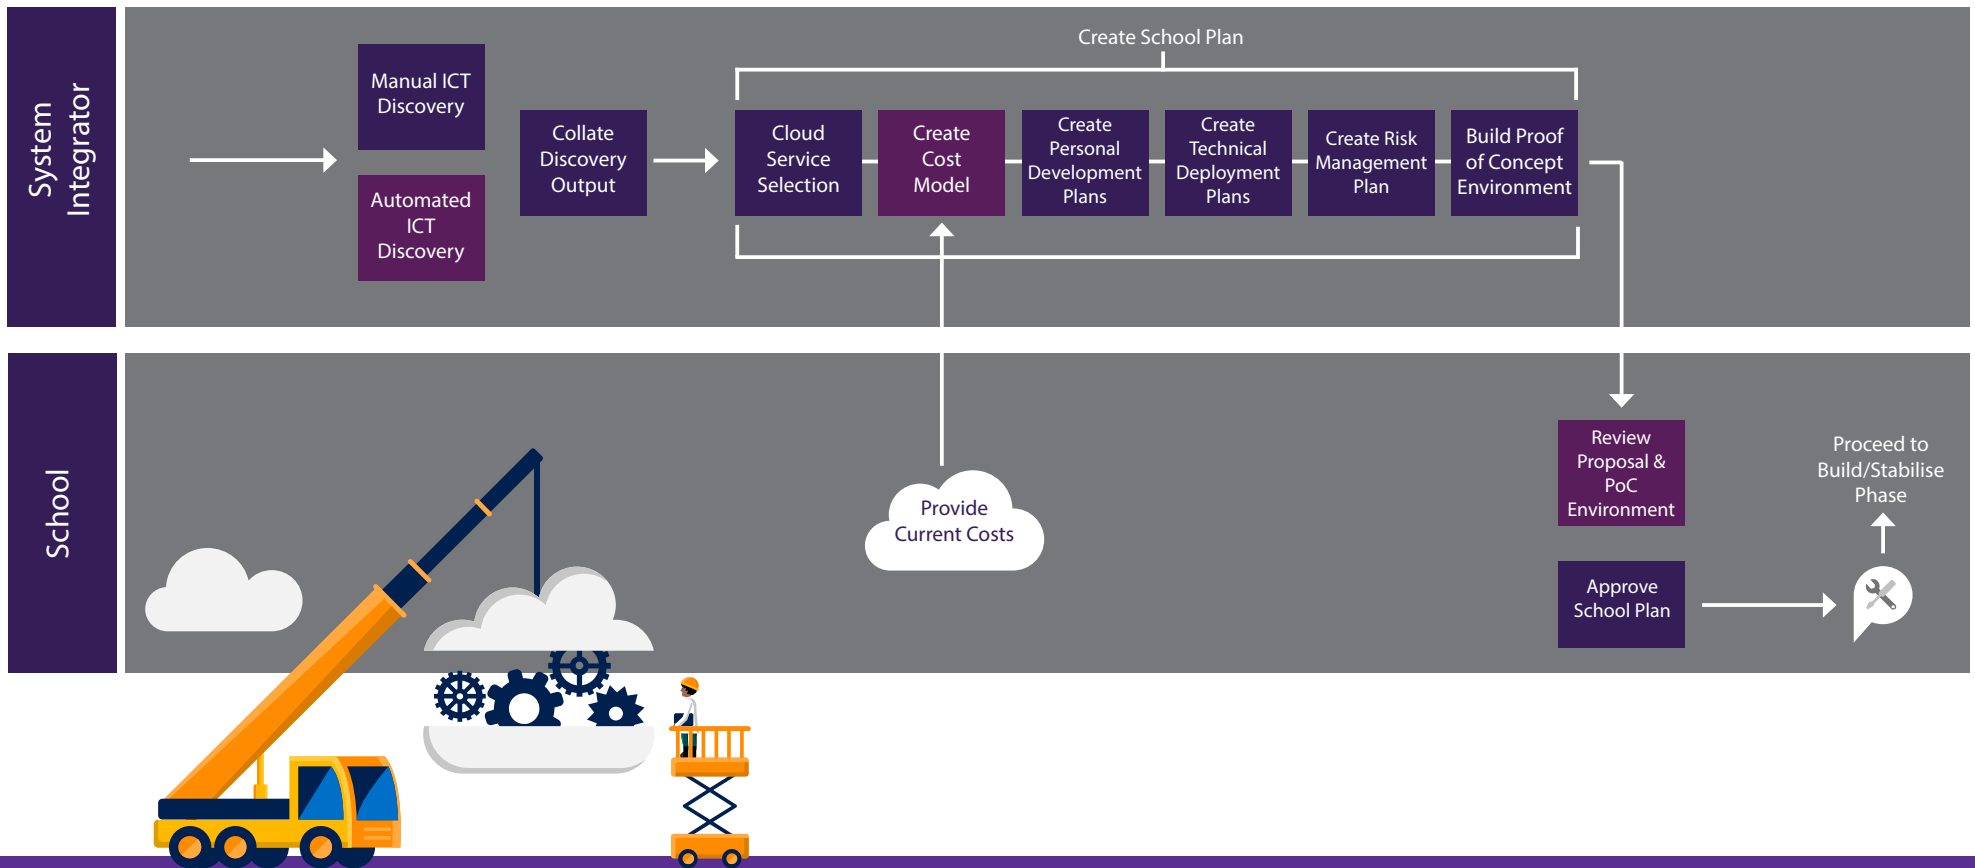 System
Integrator
Manual ICT
Discovery
Automated
ICT
Discovery
Collate
Discovery
Output
Create School Plan
Cloud
Service
Selection
Create
Cost
Model
Create
Personal
Development
Plans
Create
Technical
Deployment
Plans
Create Risk
Management
Plan
Build Proof
of Concept
Environment
School
Provide
Current Costs
Review
Proposal &
PoC
Environment
Approve
School Plan
Proceed to
Build/Stabilise
Phase